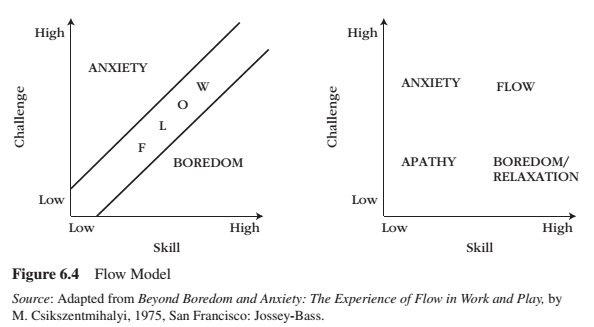 High
ANXIETY
W
O
L
F
BOREDOM
Challenge
Low
Low
High
Skill
High
ANXIETY
FLOW
Challenge
APATHY
BOREDOM/
RELAXATION
Low
Low
High
Skill
Figure 6.4 Flow Model
Source: Adapted from Beyond Boredom and Anxiety: The Experience of Flow in Work and Play, by
M. Csikszentmihalyi, 1975, San Francisco: Jossey-Bass.